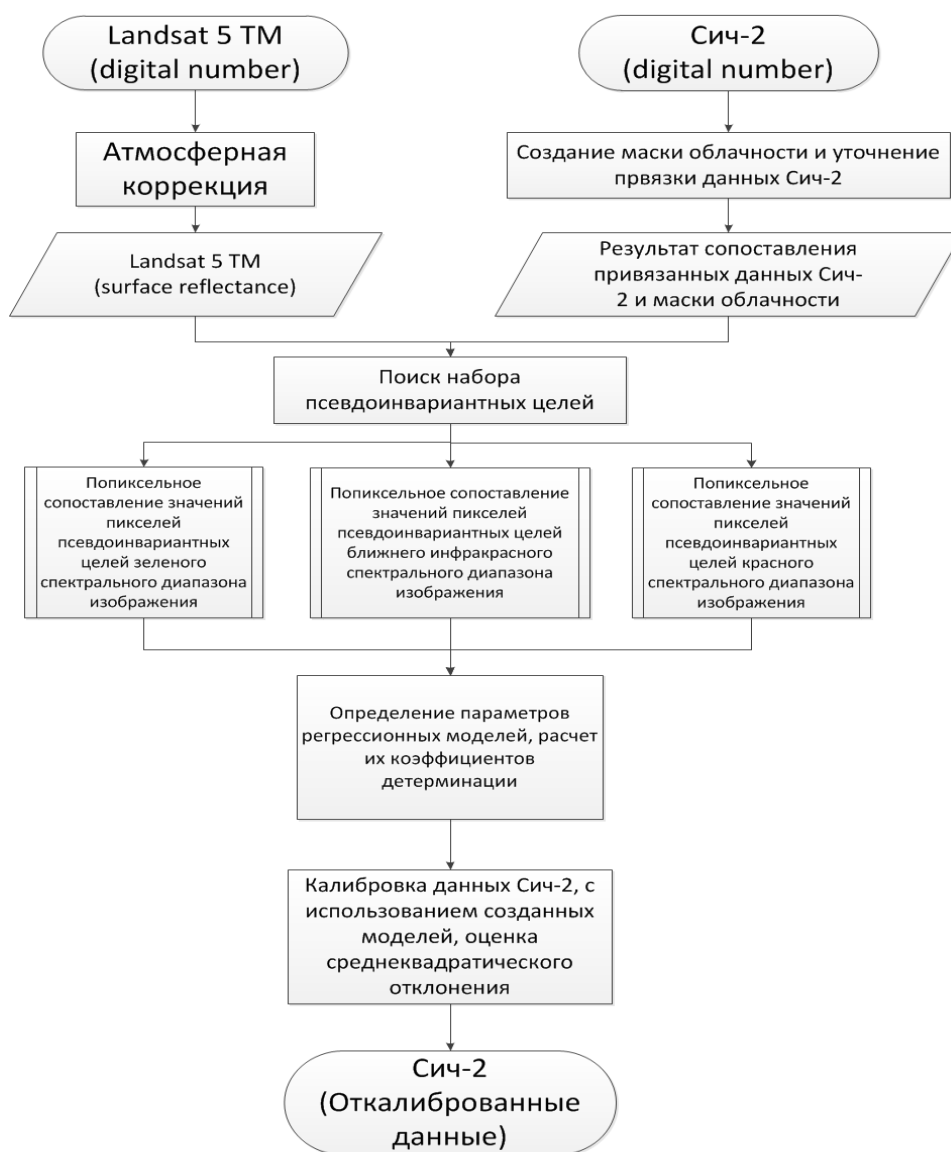 Landsat 5 TM
(digital number)
Сич-2
(digital number)
Атмосферная
коррекция
Создание маски облачности и уточнение
првязки данных Сич-2
Landsat 5 TM
(surface reflectance)
Результат сопоставления
привязанных данных Сич-
2 и маски облачности
Поиск набора
псевдоинвариантных целей
Попиксельное
сопоставление значений
пикселей
псевдоинвариантных
целей зеленого
спектрального диапазона
изображения
Попиксельное сопоставление
значений пикселей
псевдоинвариантных целей
ближнего инфракрасного
спектрального диапазона
изображения
Попиксельное
сопоставление значений
пикселей
псевдоинвариантных
целей красного
спектрального диапазона
изображения
Определение параметров
регрессионных моделей, расчет
их коэффициентов
детерминации
Калибровка данных Сич-2, с
использованием созданных
моделей, оценка
среднеквадратического
отклонения
Сич-2
(Откалиброванные
данные)